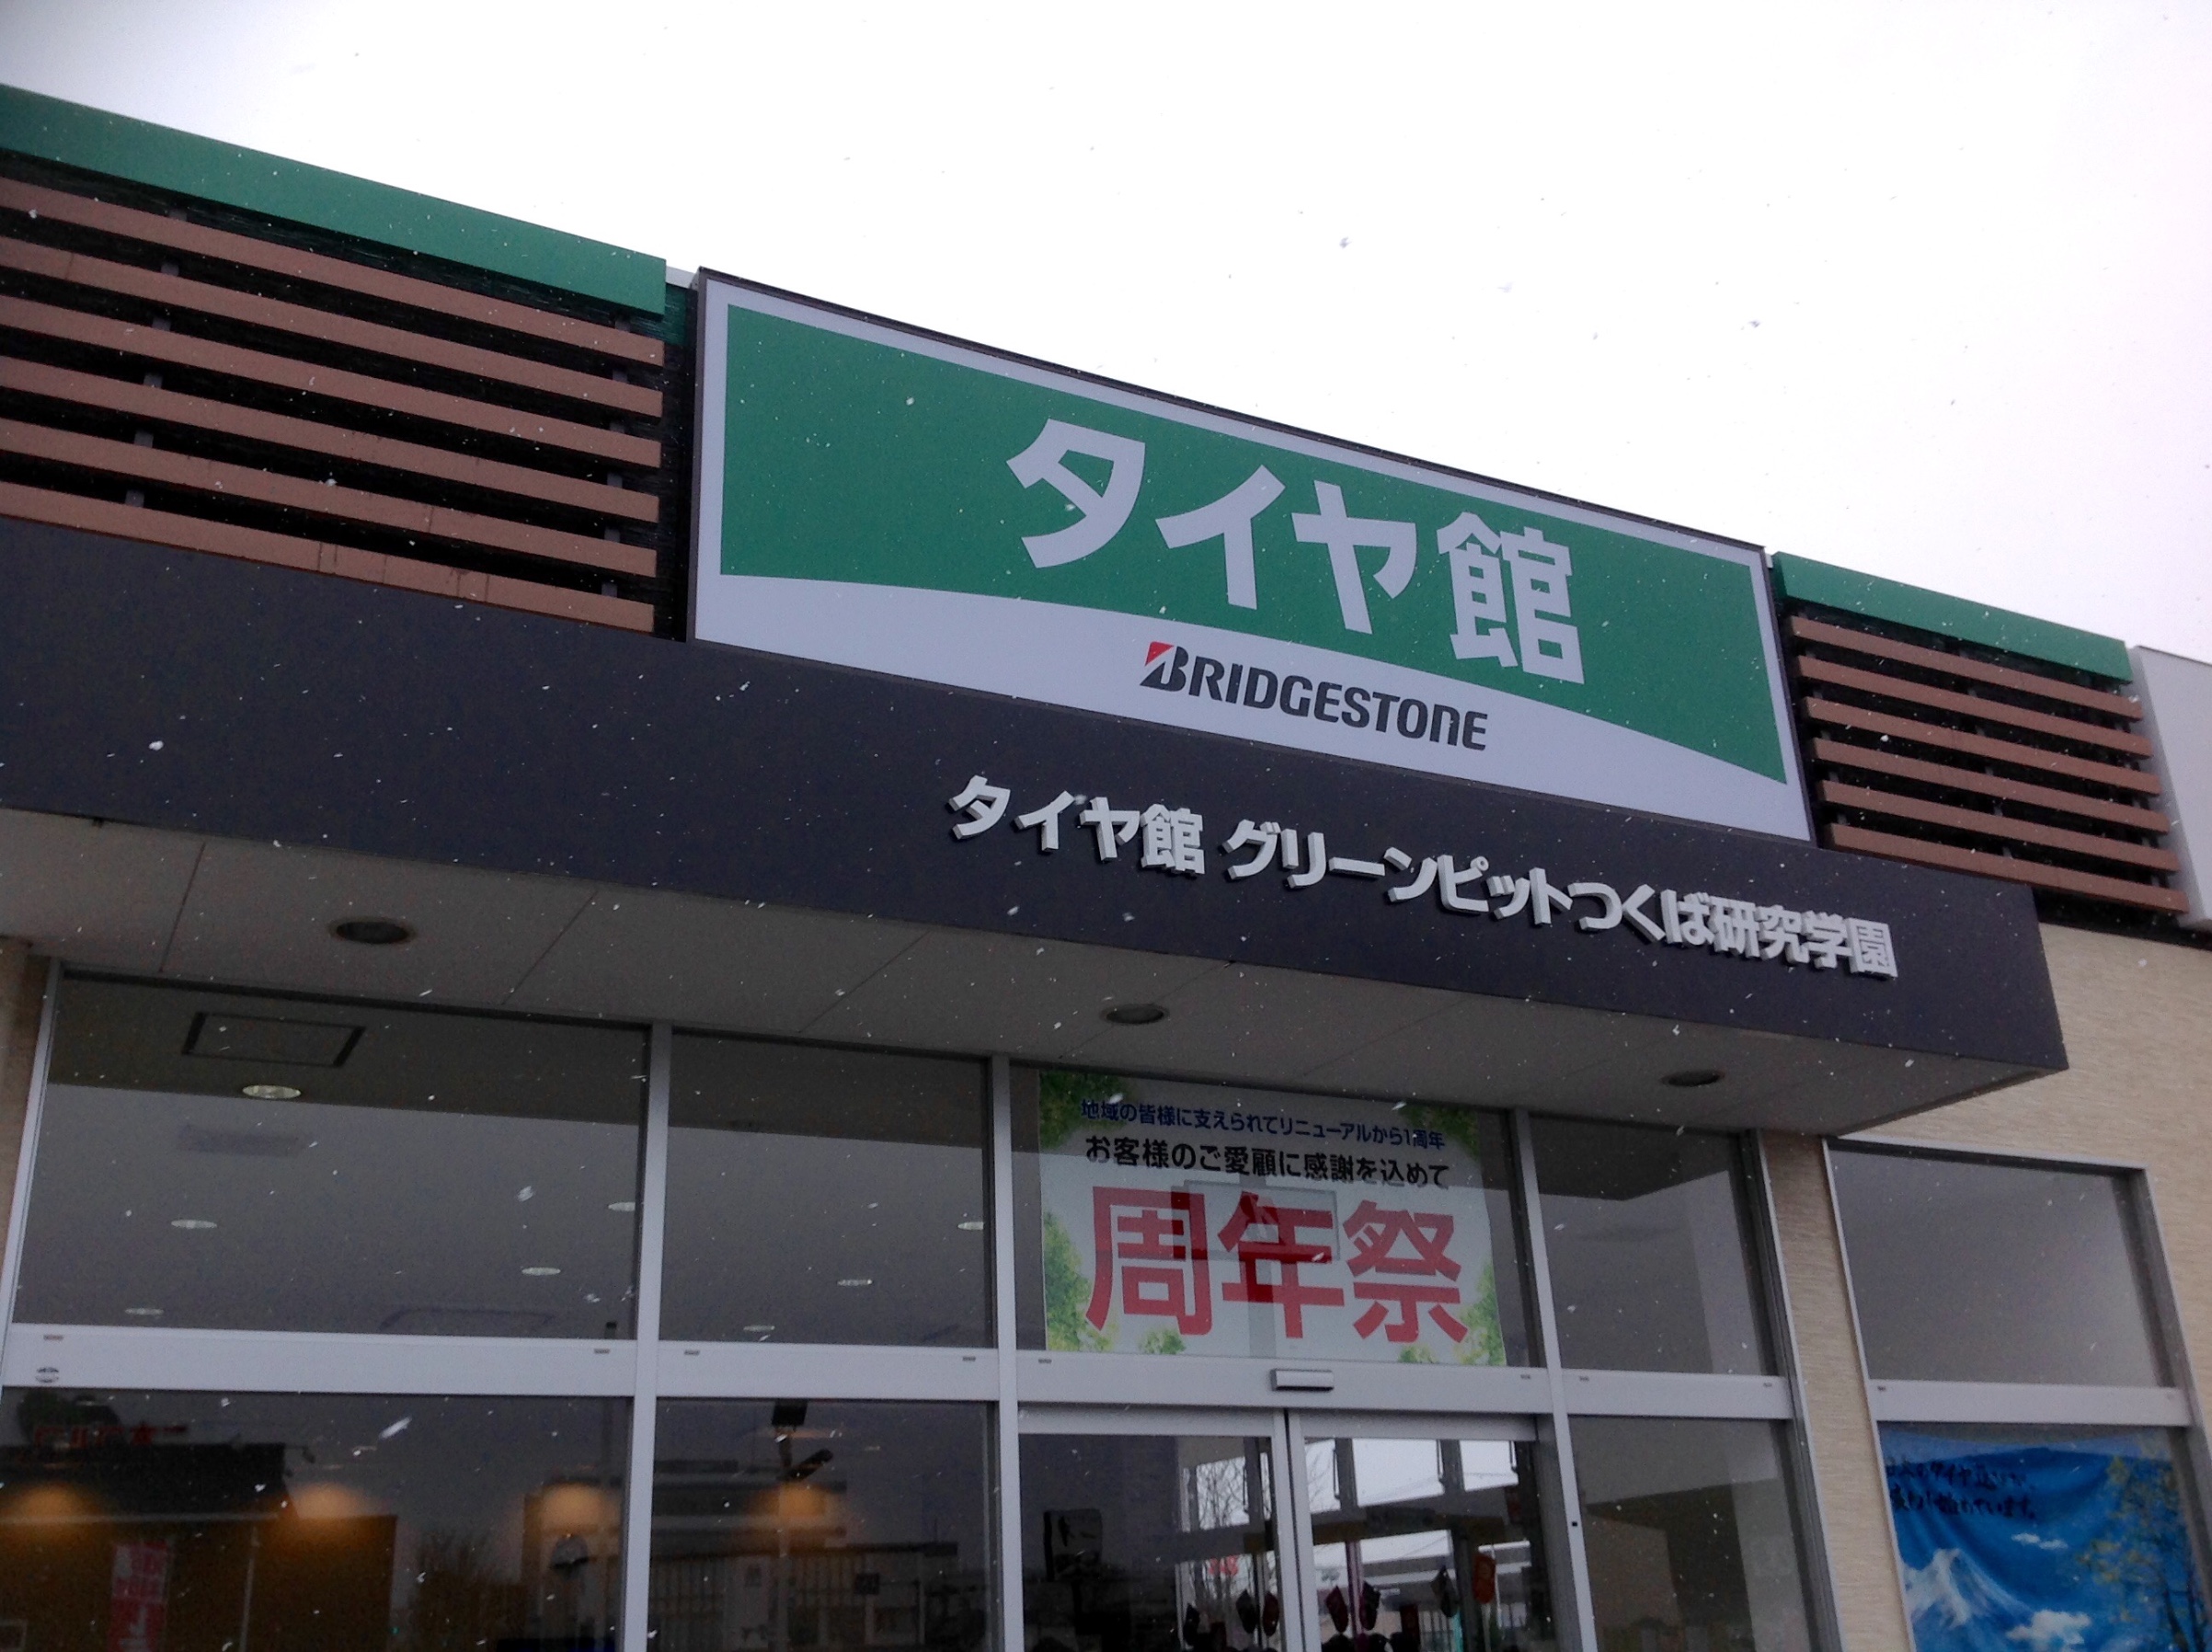 タイヤ館
BRIDGESTONE
タイヤ館 グリーンピットつくば研究学園
地域の皆様に支えられてリニューアルから1周年
お客様のご愛顧に感謝を込めて
周年祭